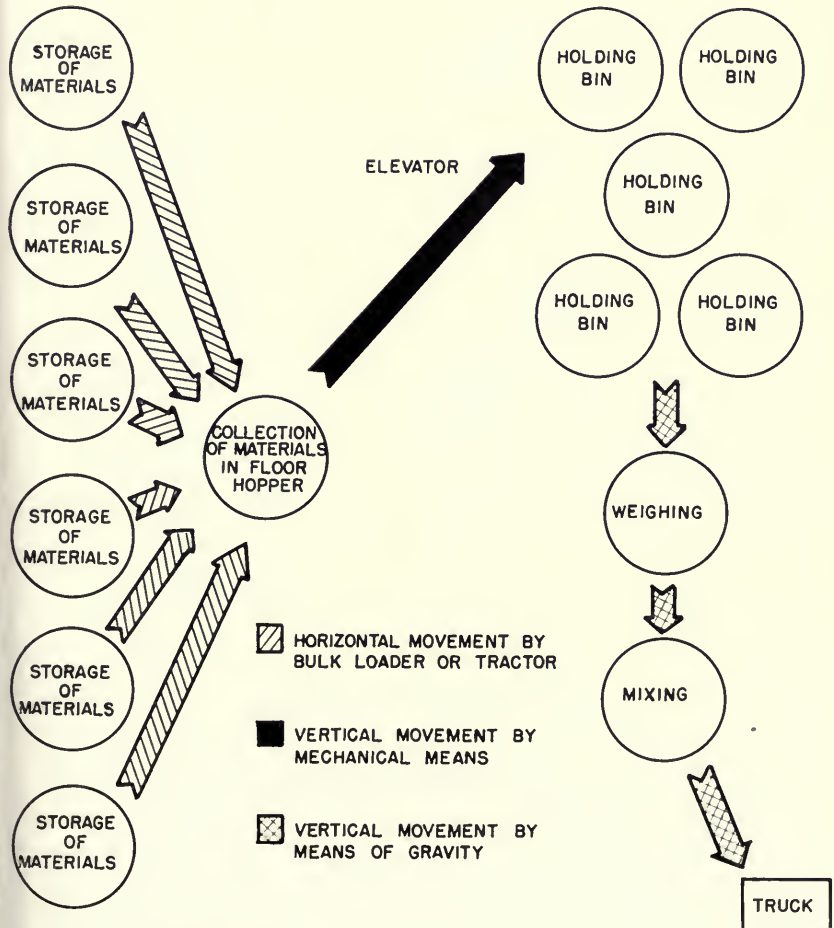 STORAGE
OF
MATERIALS
STORAGE
OF
MATERIALS
STORAGE
OF
MATERIALS
STORAGE
OF
MATERIALS
STORAGE
OF
MATERIALS
STORAGE
OF
MATERIALS
COLLECTION
OF MATERIALS
IN FLOOR
HOPPER
ELEVATOR
HOLDING
BIN
HOLDING
BIN
HOLDING
BIN
HOLDING
BIN
HOLDING
BIN
WEIGHING
MIXING
TRUCK
HORIZONTAL MOVEMENT BY
BULK LOADER OR TRACTOR
VERTICAL MOVEMENT BY
MECHANICAL MEANS
VERTICAL MOVEMENT BY
MEANS OF GRAVITY